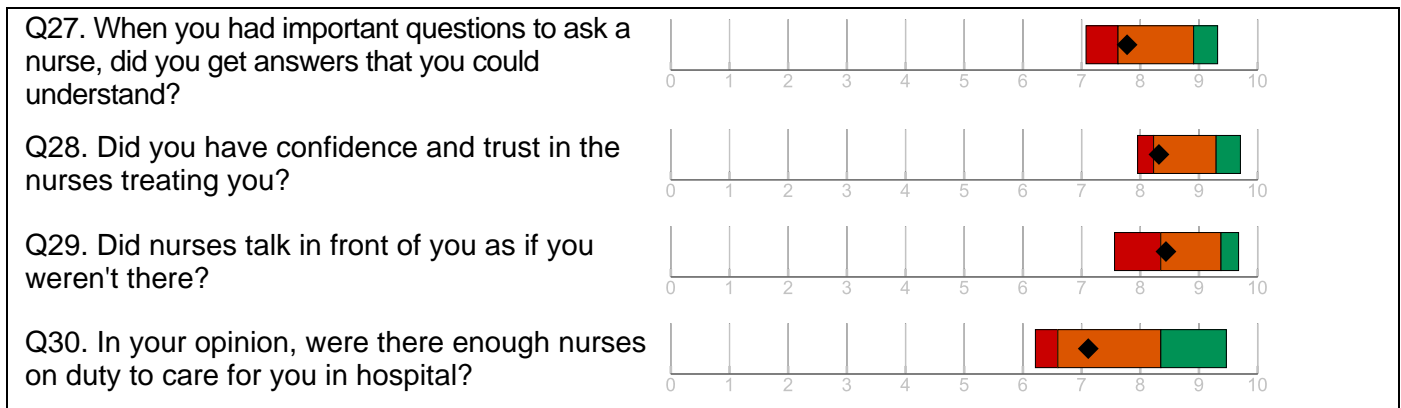 Q27. When you had important questions to ask a
nurse, did you get answers that you could
understand?
0 1 2 3 4 5 6 7 8 9 10
Q28. Did you have confidence and trust in the
nurses treating you?
0 1 2 3 4 5 6 7 8 9 10
Q29. Did nurses talk in front of you as if you
weren't there?
0 1 2 3 4 5 6 7 8 9 10
Q30. In your opinion, were there enough nurses
on duty to care for you in hospital?
0 1 2 3 4 5 6 7 8 9 10